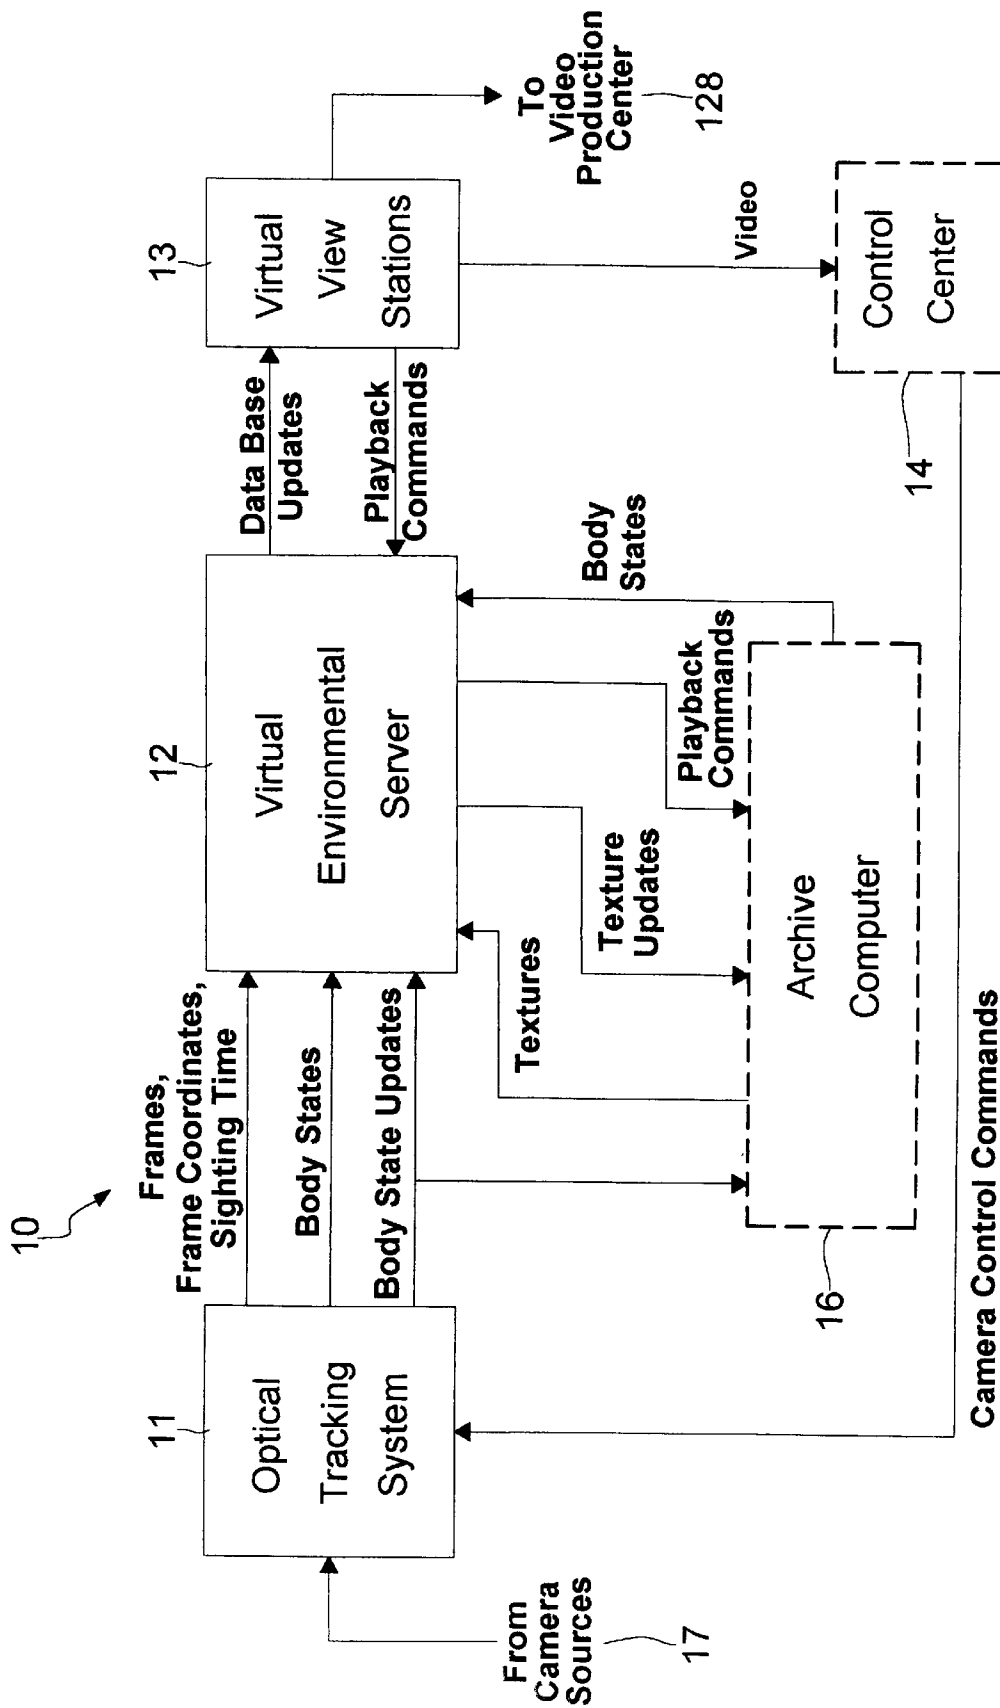 10
11
Optical
Tracking
System
From
Camera
Sources
17
Frames,
Frame Coordinates,
Sighting Time
Body States
Body State Updates
12
Virtual
Environmental
Server
Data Base
Updates
Playback
Commands
13
Virtual
View
Stations
To
Video
Production
Center
128
Textures
Texture
Updates
Playback
Commands
Body
States
Video
16
Archive
Computer
14
Control
Center
Camera Control Commands